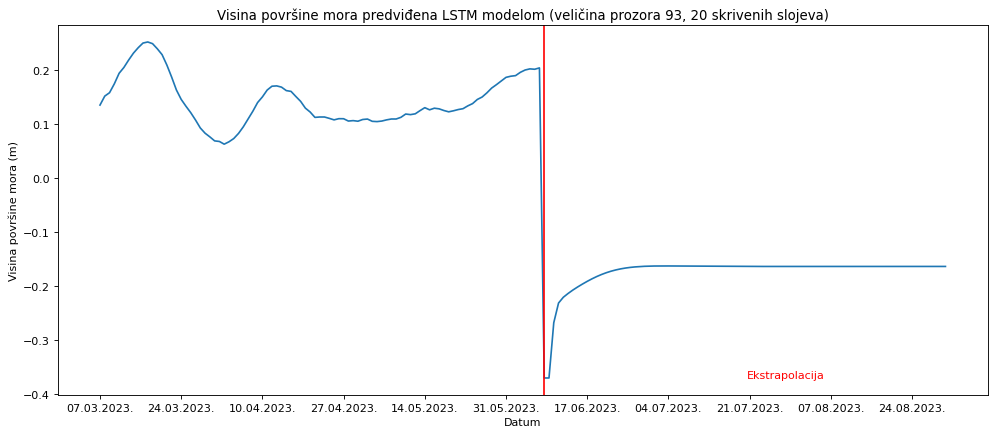 Visina površine mora predviđena LSTM modelom (veličina prozora 93, 20 skrivenih slojeva)
Visina površine mora (m)
0.2
0.1
0.0
−0.1
−0.2
−0.3
−0.4
Ekstrapolacija
07.03.2023. 24.03.2023. 10.04.2023. 27.04.2023. 14.05.2023. 31.05.2023. 17.06.2023. 04.07.2023. 21.07.2023. 07.08.2023. 24.08.2023.
Datum